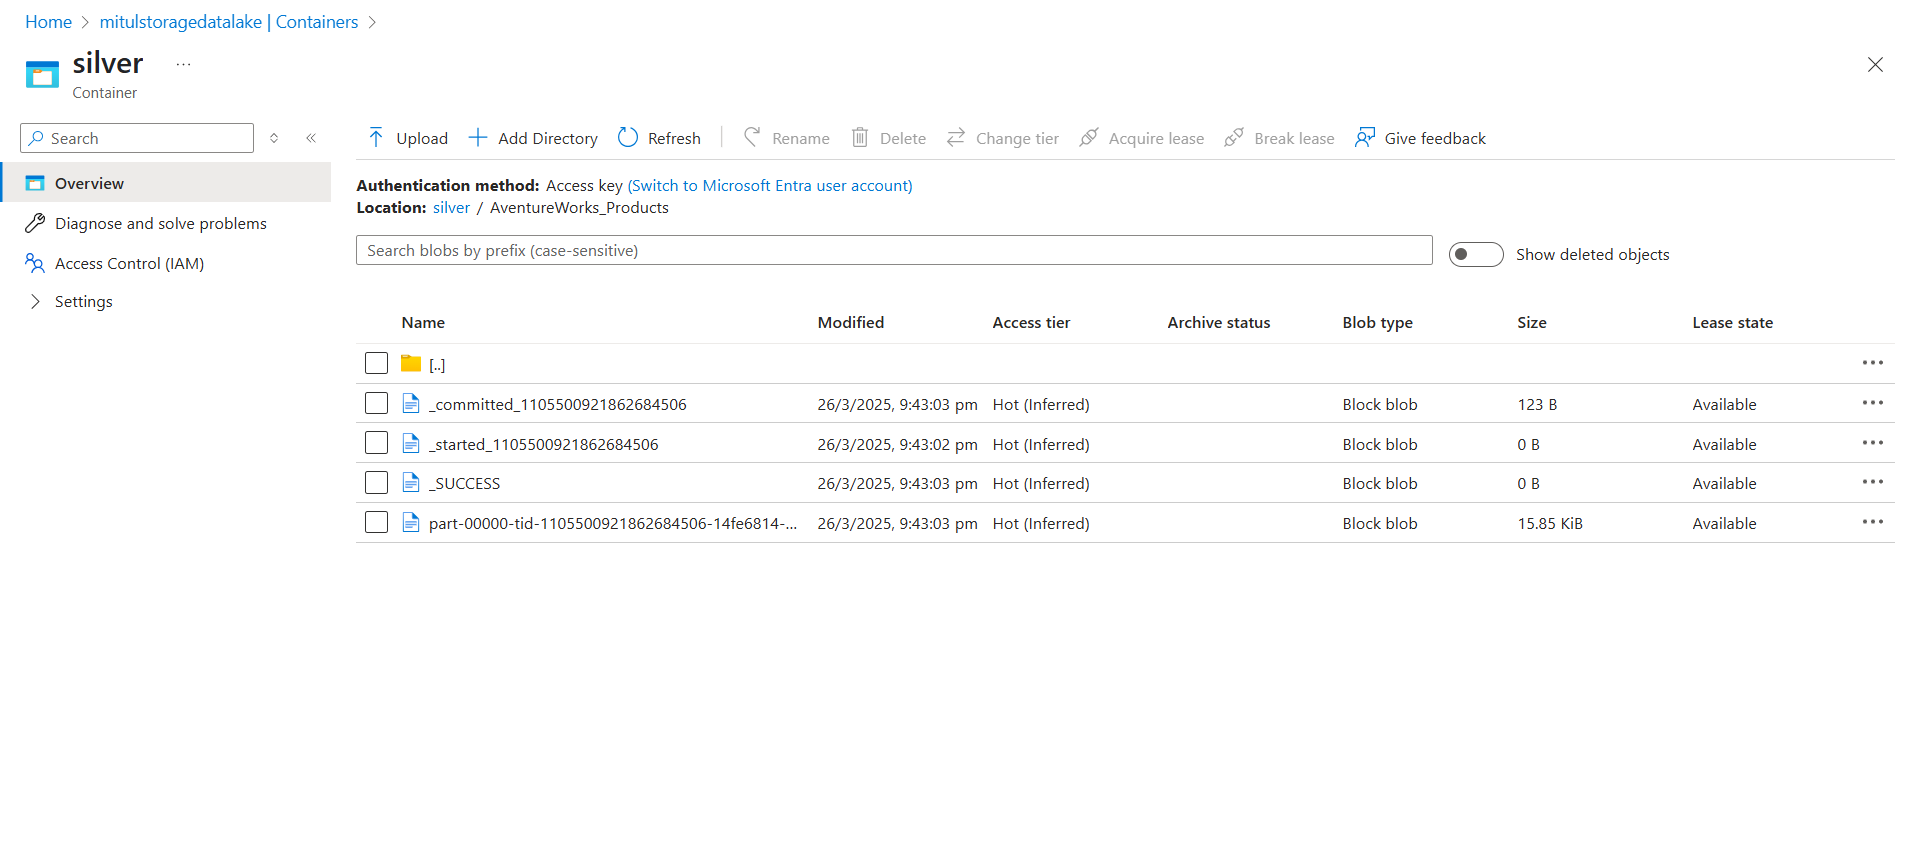 Home > mitulstoragedatalake | Containers >
silver ...
Container
Search
Overview
Diagnose and solve problems
Access Control (IAM)
Settings
Upload Add Directory Refresh Rename Delete Change tier Acquire lease Break lease Give feedback
Authentication method: Access key (Switch to Microsoft Entra user account)
Location: silver / AventureWorks_Products
Search blobs by prefix (case-sensitive)
Show deleted objects
Name Modified Access tier Archive status Blob type Size Lease state
[..]
_committed_1105500921862684506 26/3/2025, 9:43:03 pm Hot (Inferred) Block blob 123 B Available
_started_1105500921862684506 26/3/2025, 9:43:02 pm Hot (Inferred) Block blob 0 B Available
_SUCCESS 26/3/2025, 9:43:03 pm Hot (Inferred) Block blob 0 B Available
part-00000-tid-1105500921862684506-14fe6814-... 26/3/2025, 9:43:03 pm Hot (Inferred) Block blob 15.85 KiB Available